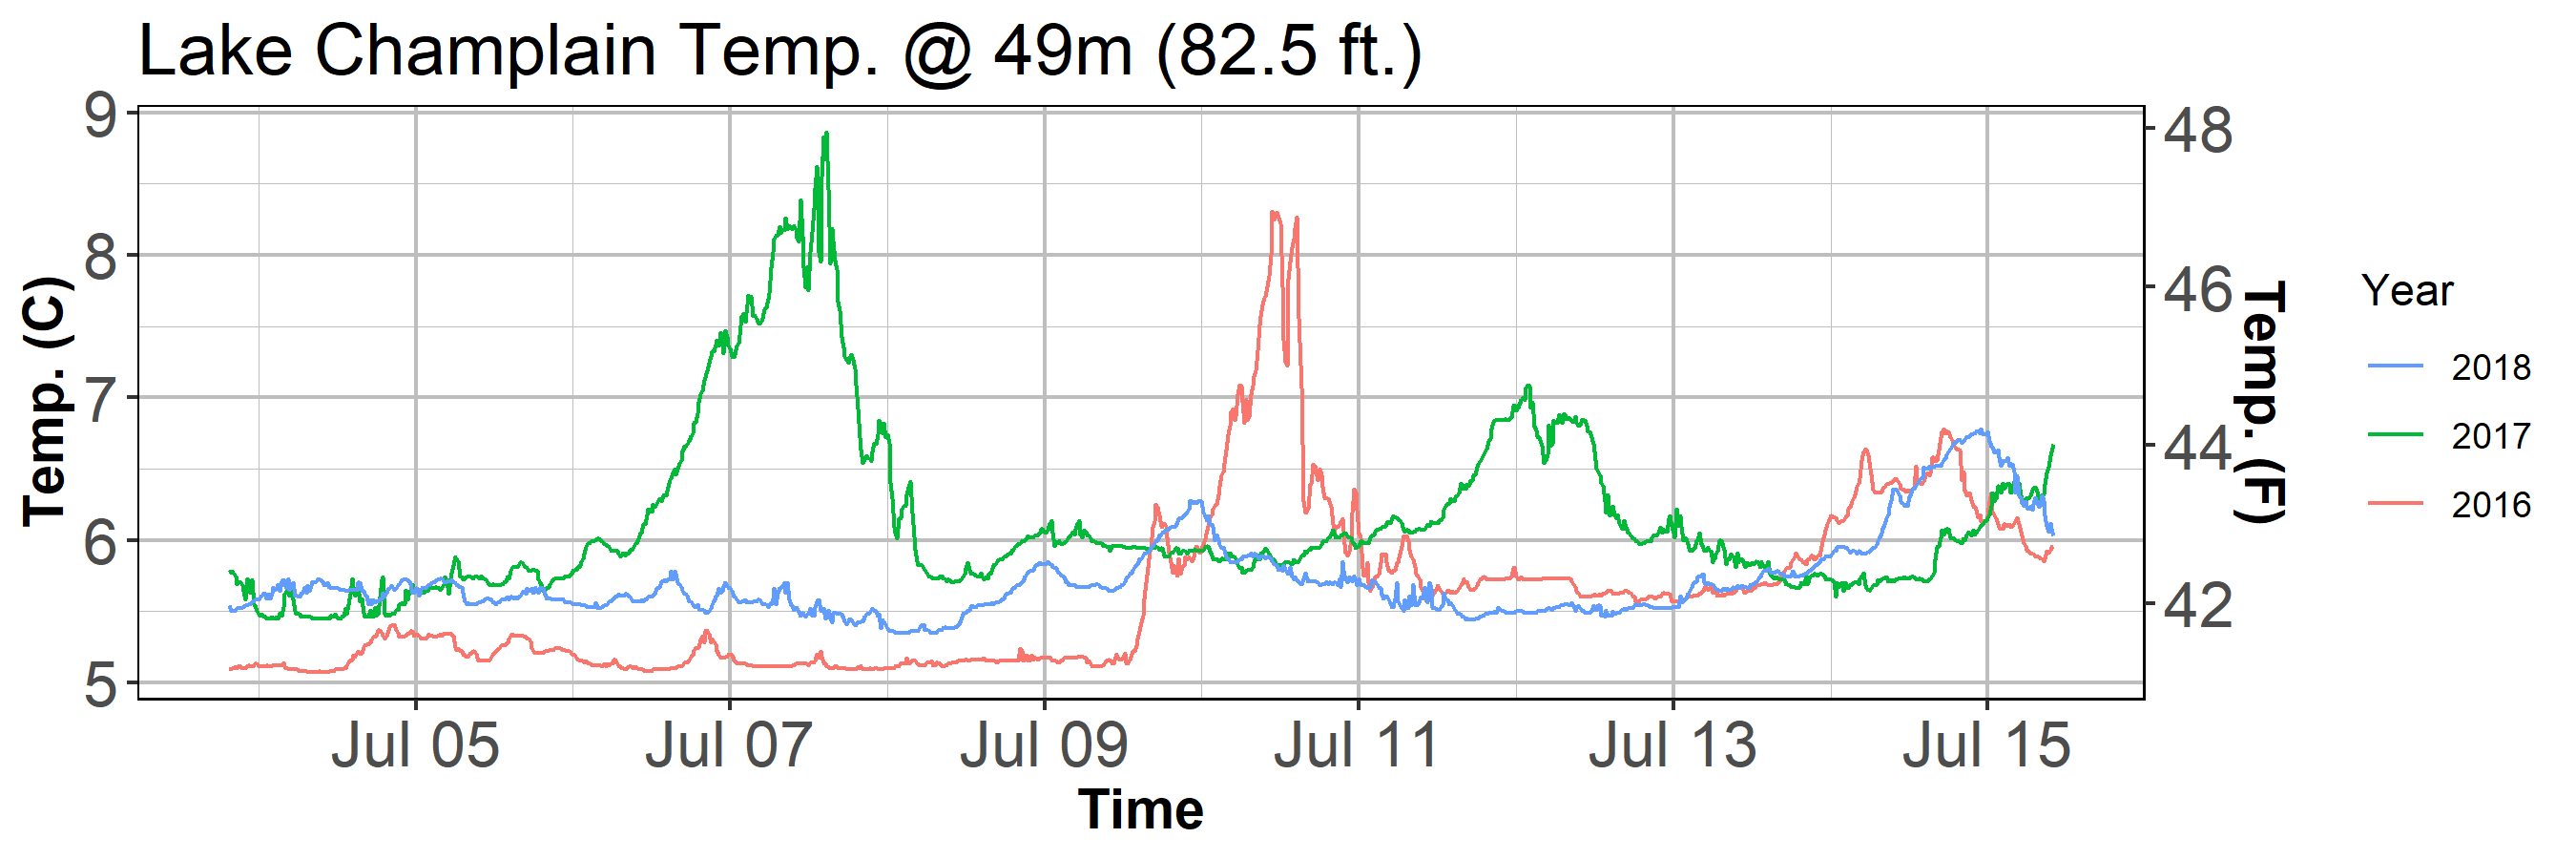 Lake Champlain Temp. @ 49m (82.5 ft.)
Temp. (C)
9
8
7
6
5
48
46
44
42
Temp. (F)
Jul 05 Jul 07 Jul 09 Jul 11 Jul 13 Jul 15
Time
Year
2018
2017
2016